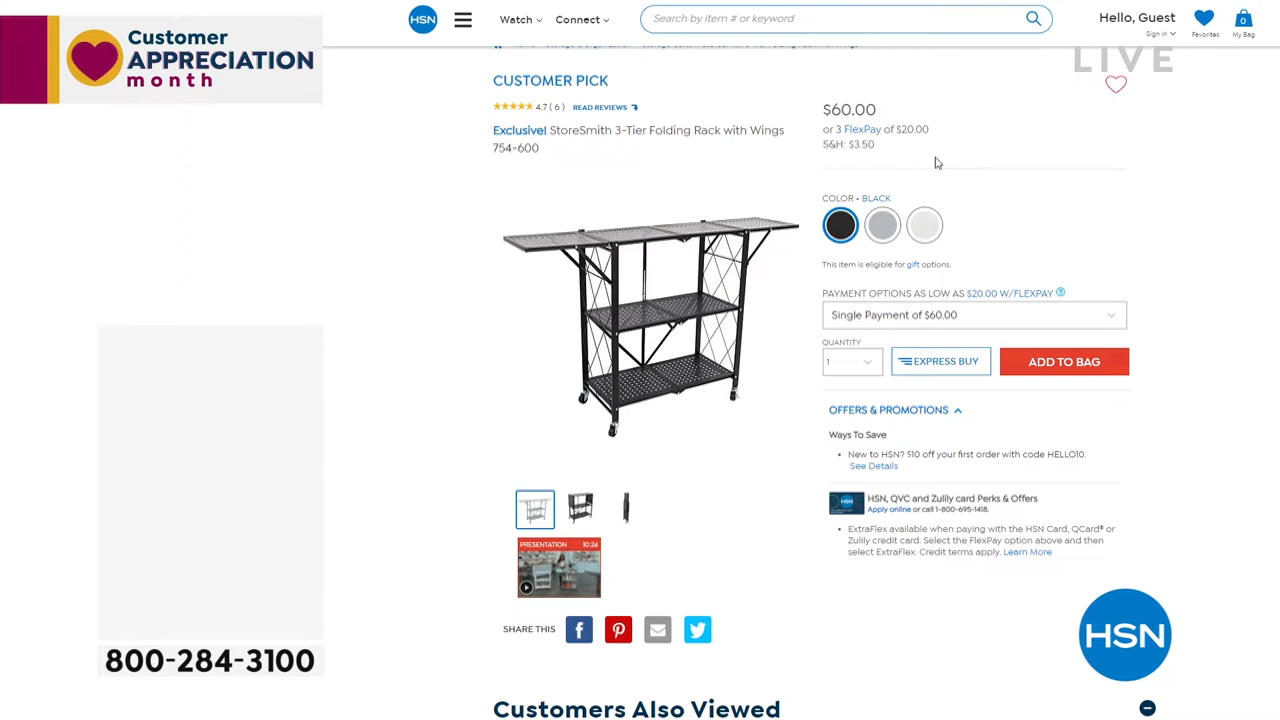 Customer
APPRECIATION
month
HSN
Watch
Connect
Search by item # or keyword
Hello, Guest
Sign in
Favorites
0
My Bag
LIVE
CUSTOMER PICK
4.7 ( 6 ) READ REVIEWS
Exclusive! StoreSmith 3-Tier Folding Rack with Wings
754-600
$60.00
or 3 FlexPay of $20.00
S&H: $3.50
COLOR • BLACK
This item is eligible for gift options.
PAYMENT OPTIONS AS LOW AS $20.00 W/FLEXPAY ?
Single Payment of $60.00
QUANTITY
1
EXPRESS BUY
ADD TO BAG
OFFERS & PROMOTIONS
Ways To Save
• New to HSN? $10 off your first order with code HELLO10.
See Details
HSN
HSN, QVC and Zulily card Perks & Offers
Apply online or call 1-800-695-1418.
• ExtraFlex available when paying with the HSN Card, QCard® or
Zulily credit card. Select the FlexPay option above and then
select ExtraFlex. Credit terms apply. Learn More
PRESENTATION 10:24
SHARE THIS
800-284-3100
HSN
Customers Also Viewed